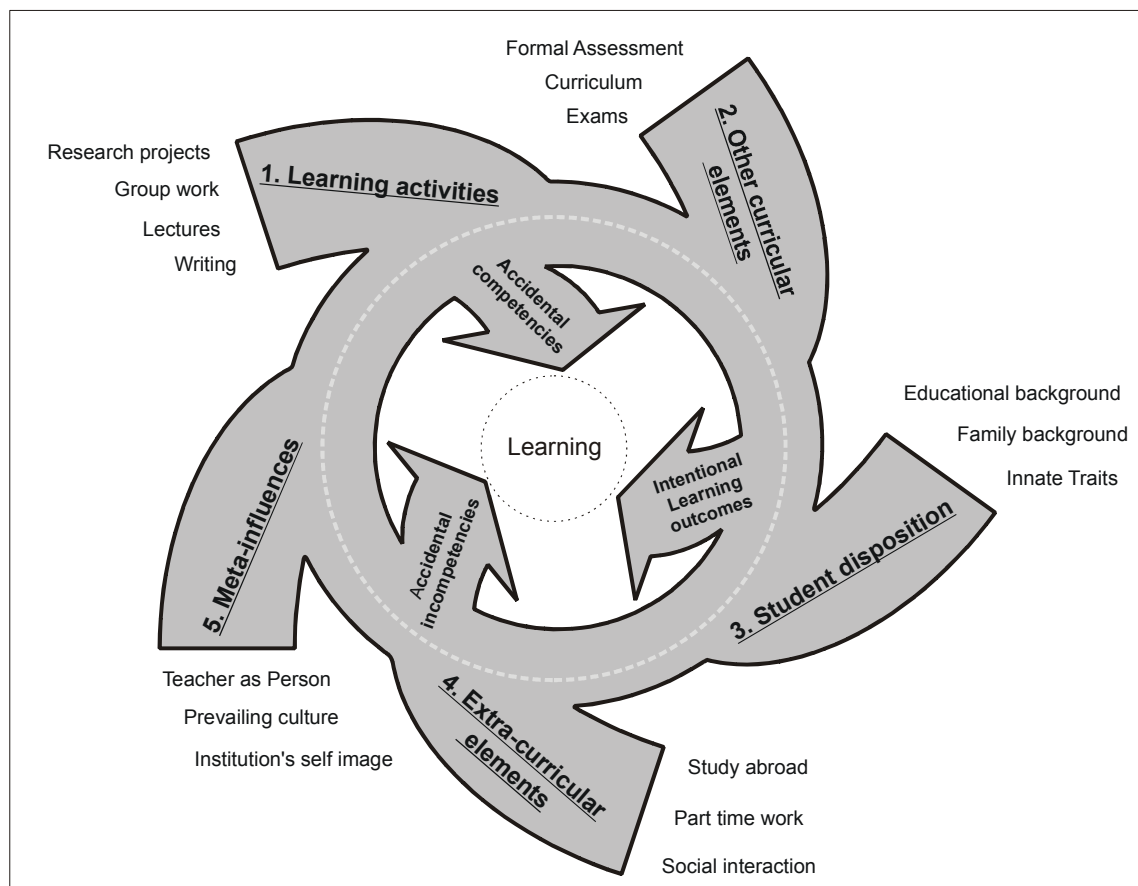 Formal Assessment
Curriculum
Exams
2. Other curricular
elements
Research projects
Group work
Lectures
Writing
1. Learning activities
Accidental
competencies
Learning
Intentional
Learning
outcomes
Accidental
incompetencies
Educational background
Family background
Innate Traits
3. Student disposition
5. Meta-influences
Teacher as Person
Prevailing culture
Institution's self image
4. Extra-curricular
elements
Study abroad
Part time work
Social interaction